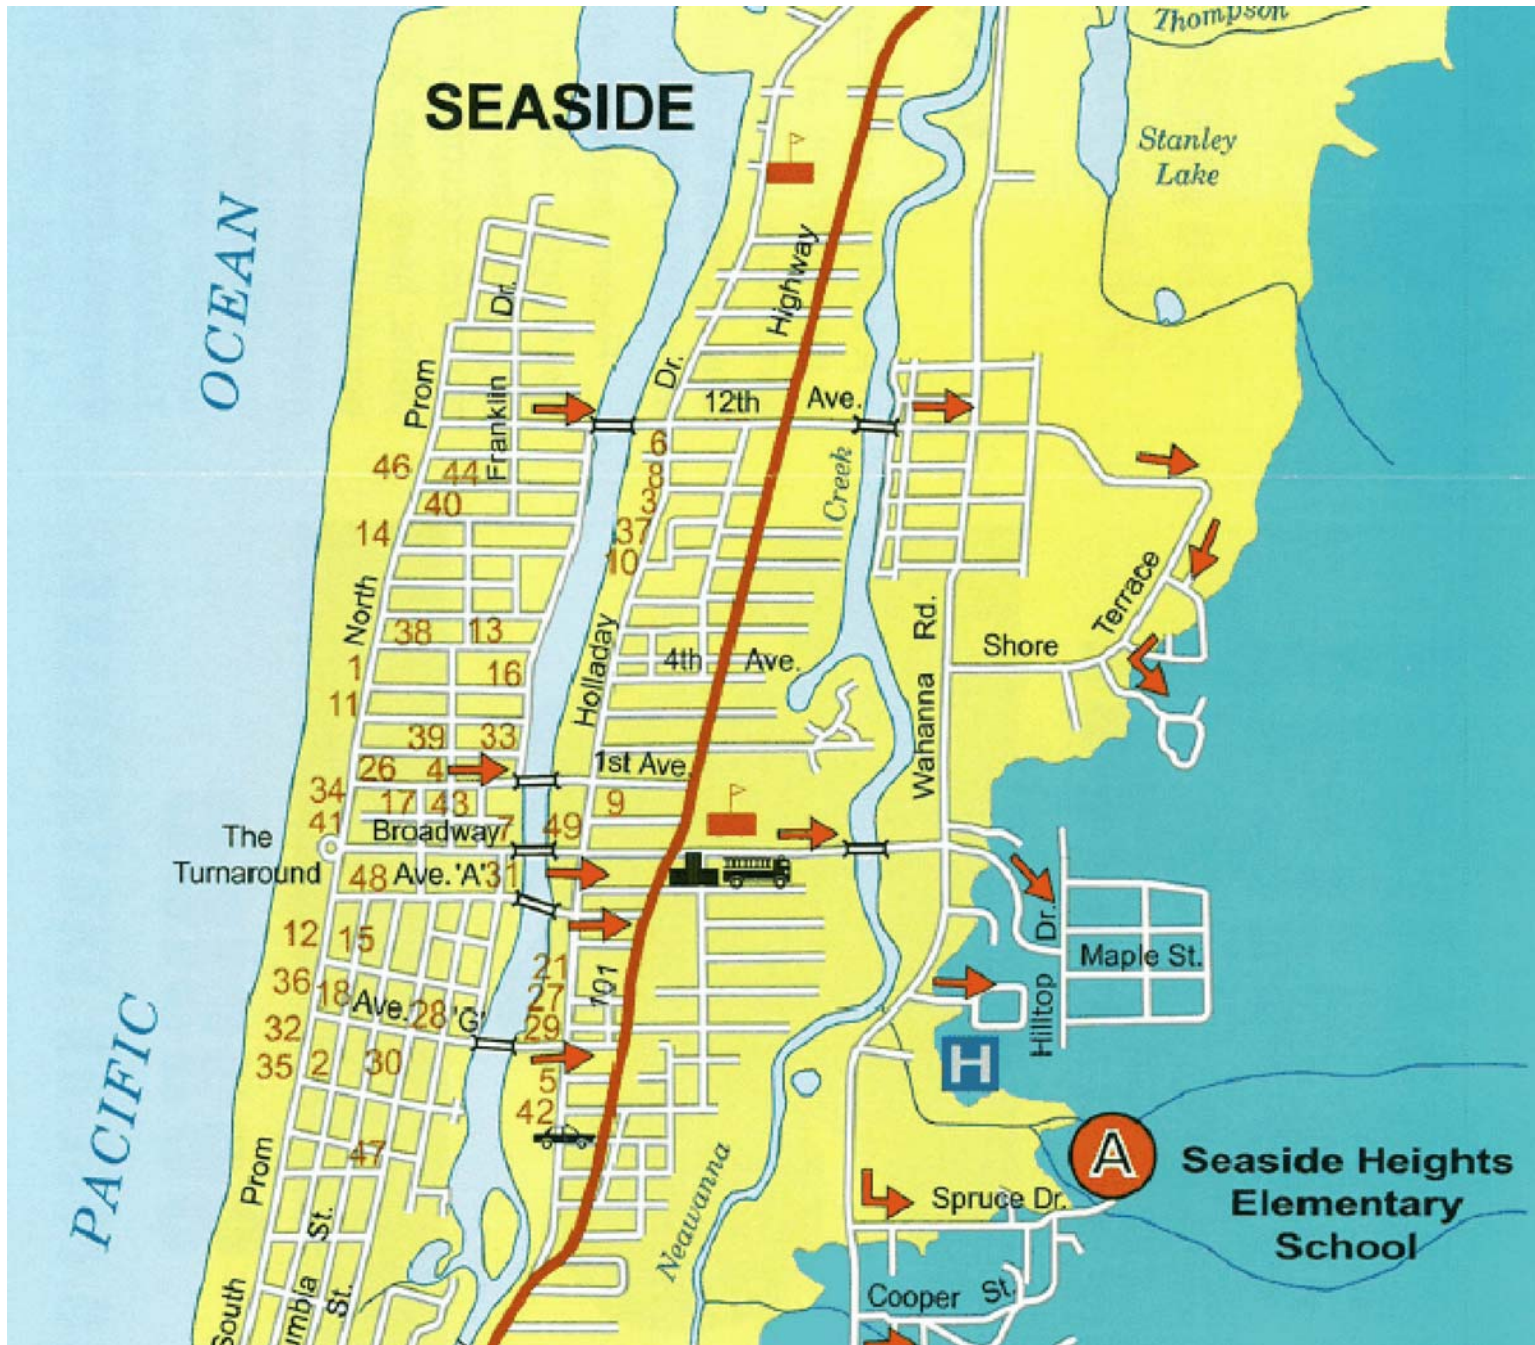 Thompson
SEASIDE
Stanley
Lake
OCEAN
Highway
Dr.
Prom
Franklin
Dr.
12th Ave.
6
46
44
8
40
3
Creek
14
37
10
Terrace
North
38
13
Holladay
Wahanna Rd.
Shore
1
16
4th Ave.
11
39
33
26
4
1st Ave.
34
17
43
9
41
Broadway
7
49
The
Turnaround
48
Ave. 'A'
31
12
15
Dr.
Maple St.
21
36
18
101
27
Ave.
28
'G'
Hilltop
32
29
35
2
30
H
5
42
PACIFIC
A
Seaside Heights
Elementary
School
47
Prom
Neawanna
Spruce Dr.
St.
Cooper St.
South
umbia
St.